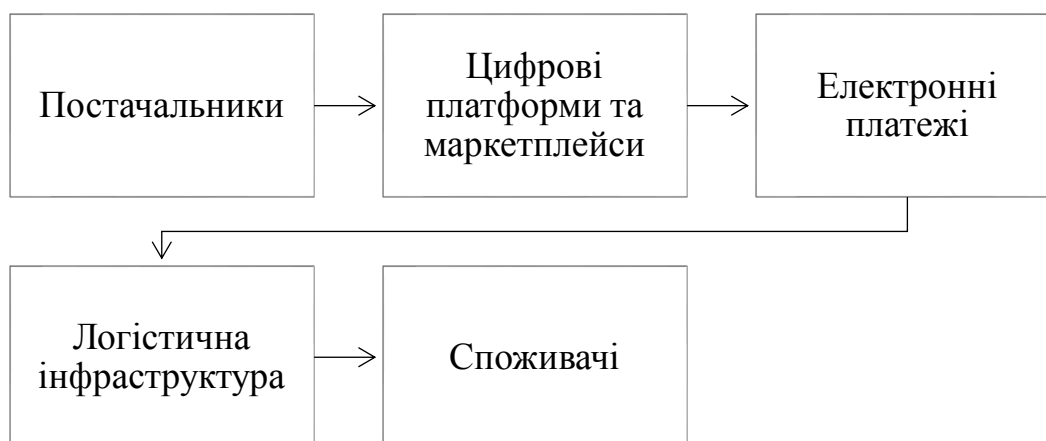 Постачальники
Цифрові
платформи та
маркетплейси
Електронні
платежі
Логістична
інфраструктура
Споживачі